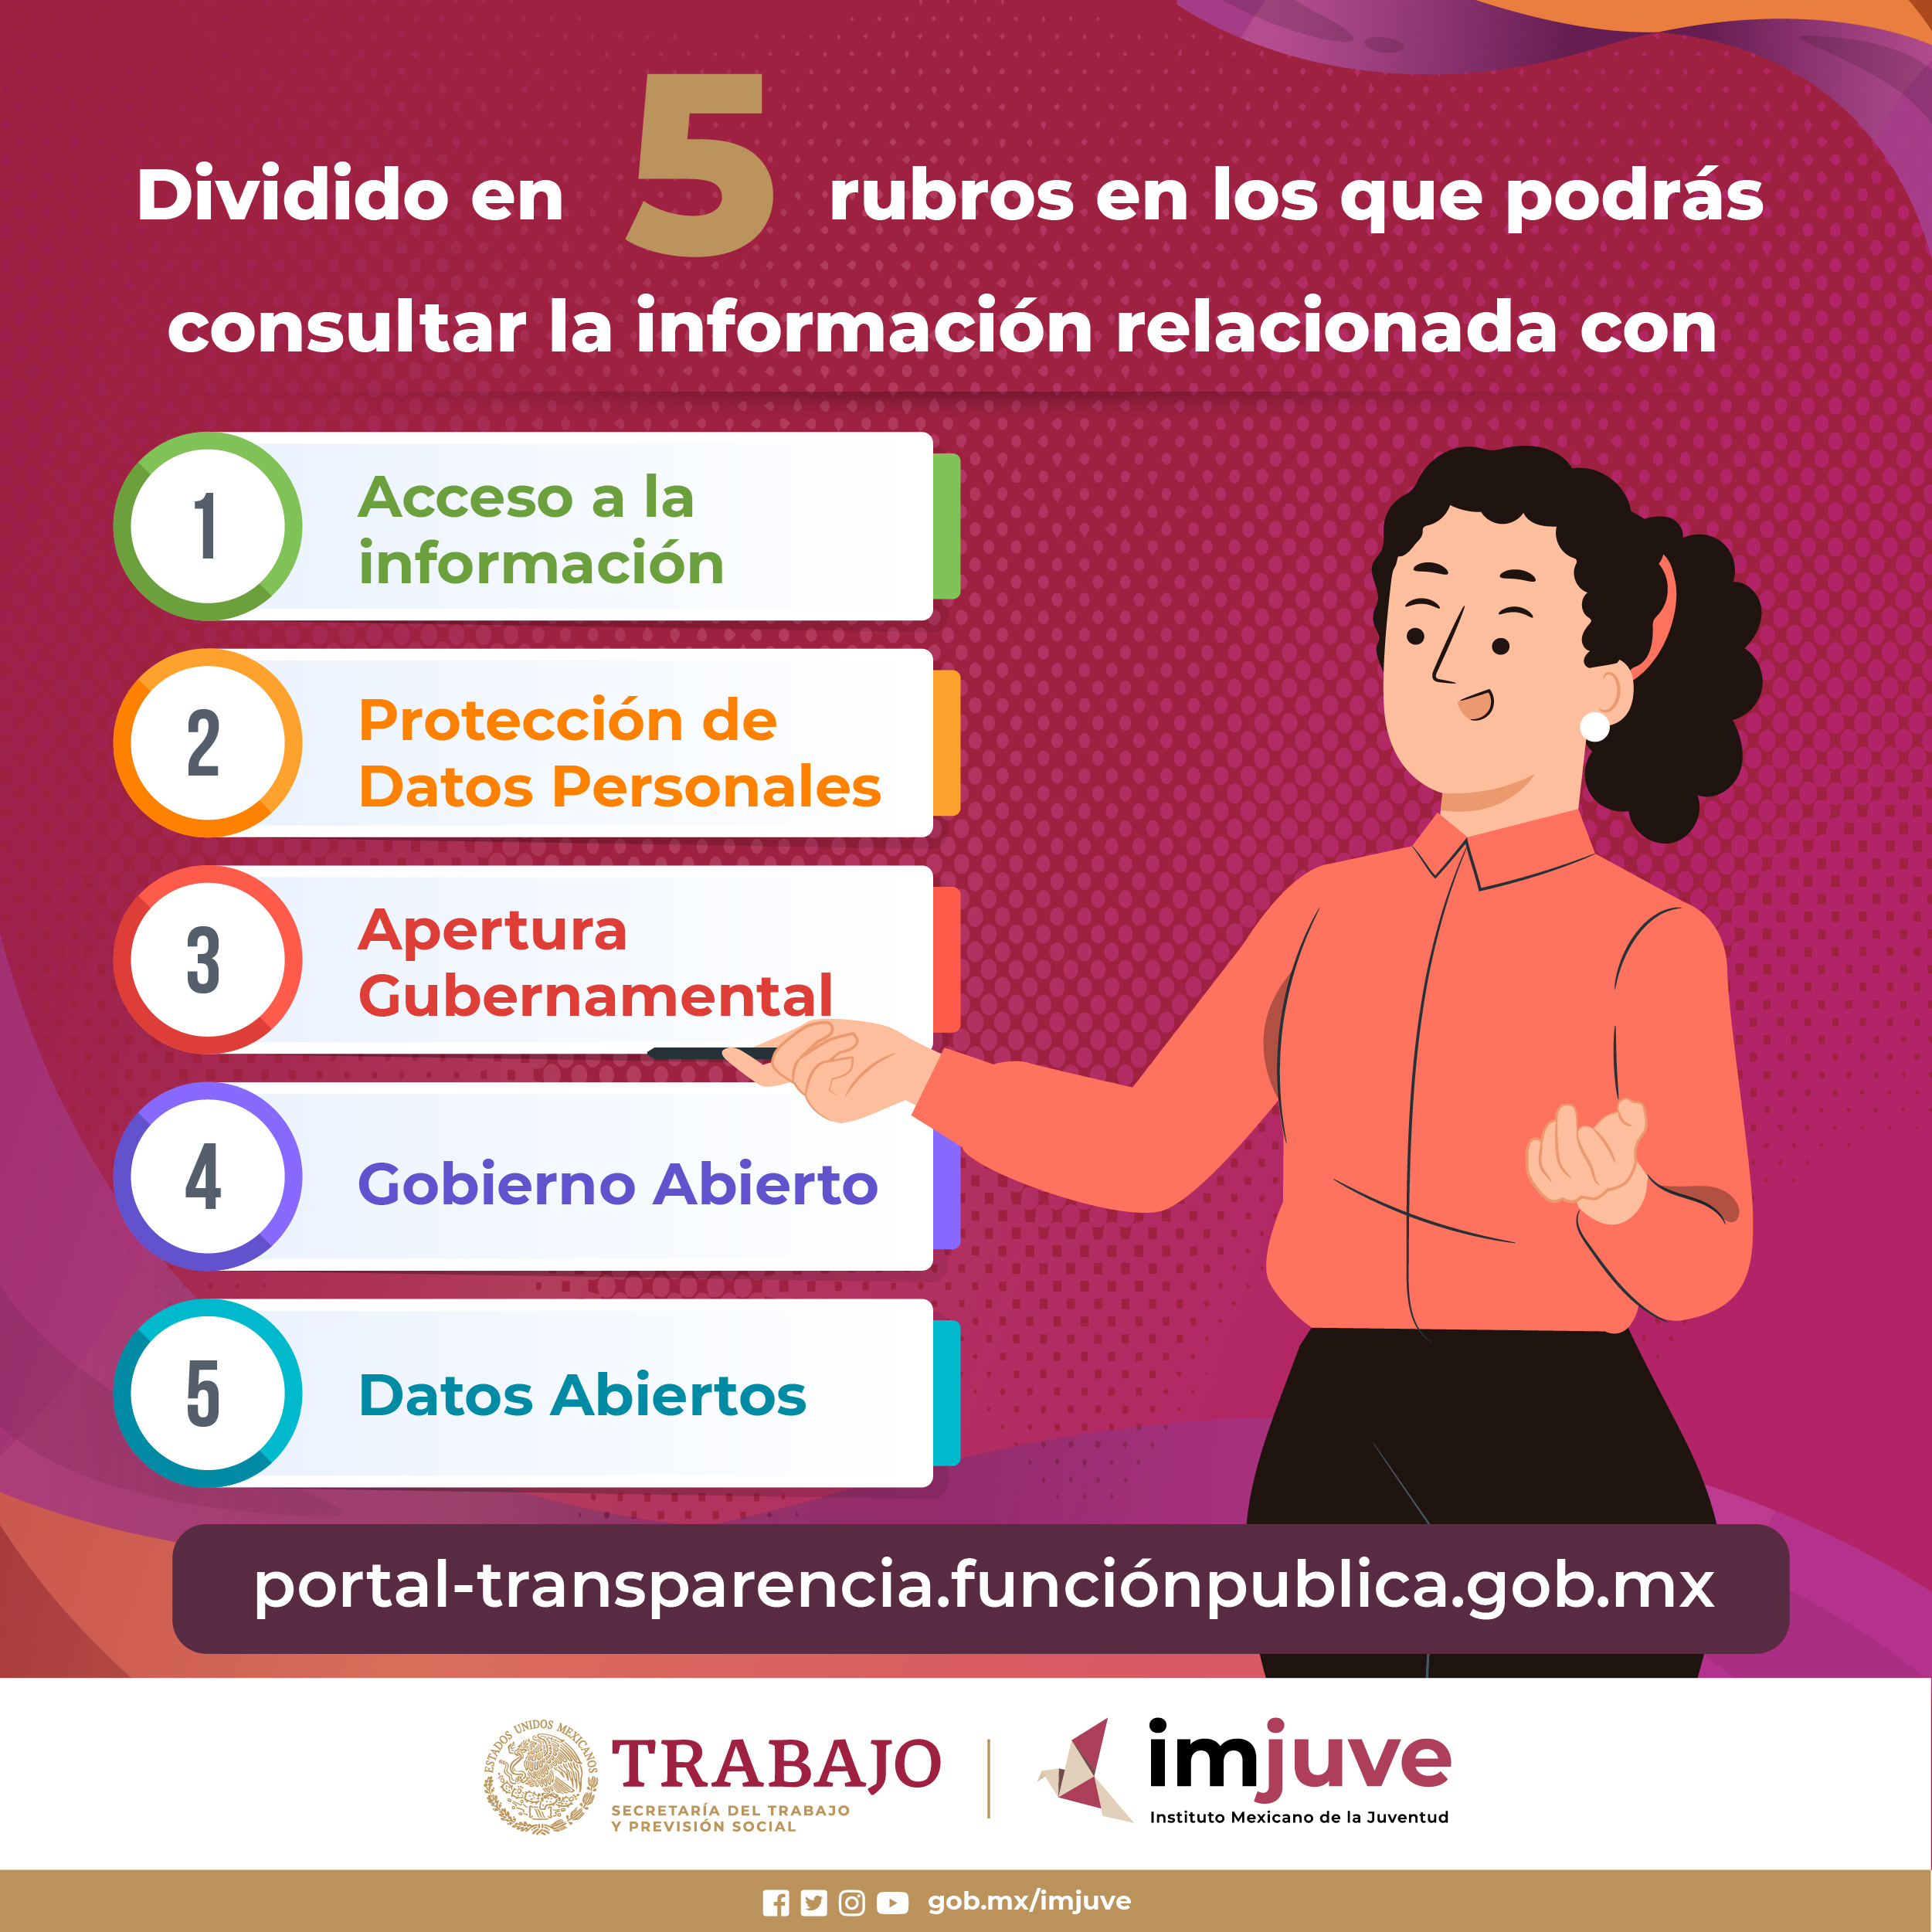 Dividido en 5 rubros en los que podrás
consultar la información relacionada con
1
Acceso a la
información
2
Protección de
Datos Personales
3
Apertura
Gubernamental
4
Gobierno Abierto
5
Datos Abiertos
portal-transparencia.funciónpublica.gob.mx
ESTADOS UNIDOS MEXICANOS
TRABAJO
SECRETARÍA DEL TRABAJO
Y PREVISIÓN SOCIAL
imjuve
Instituto Mexicano de la Juventud
gob.mx/imjuve